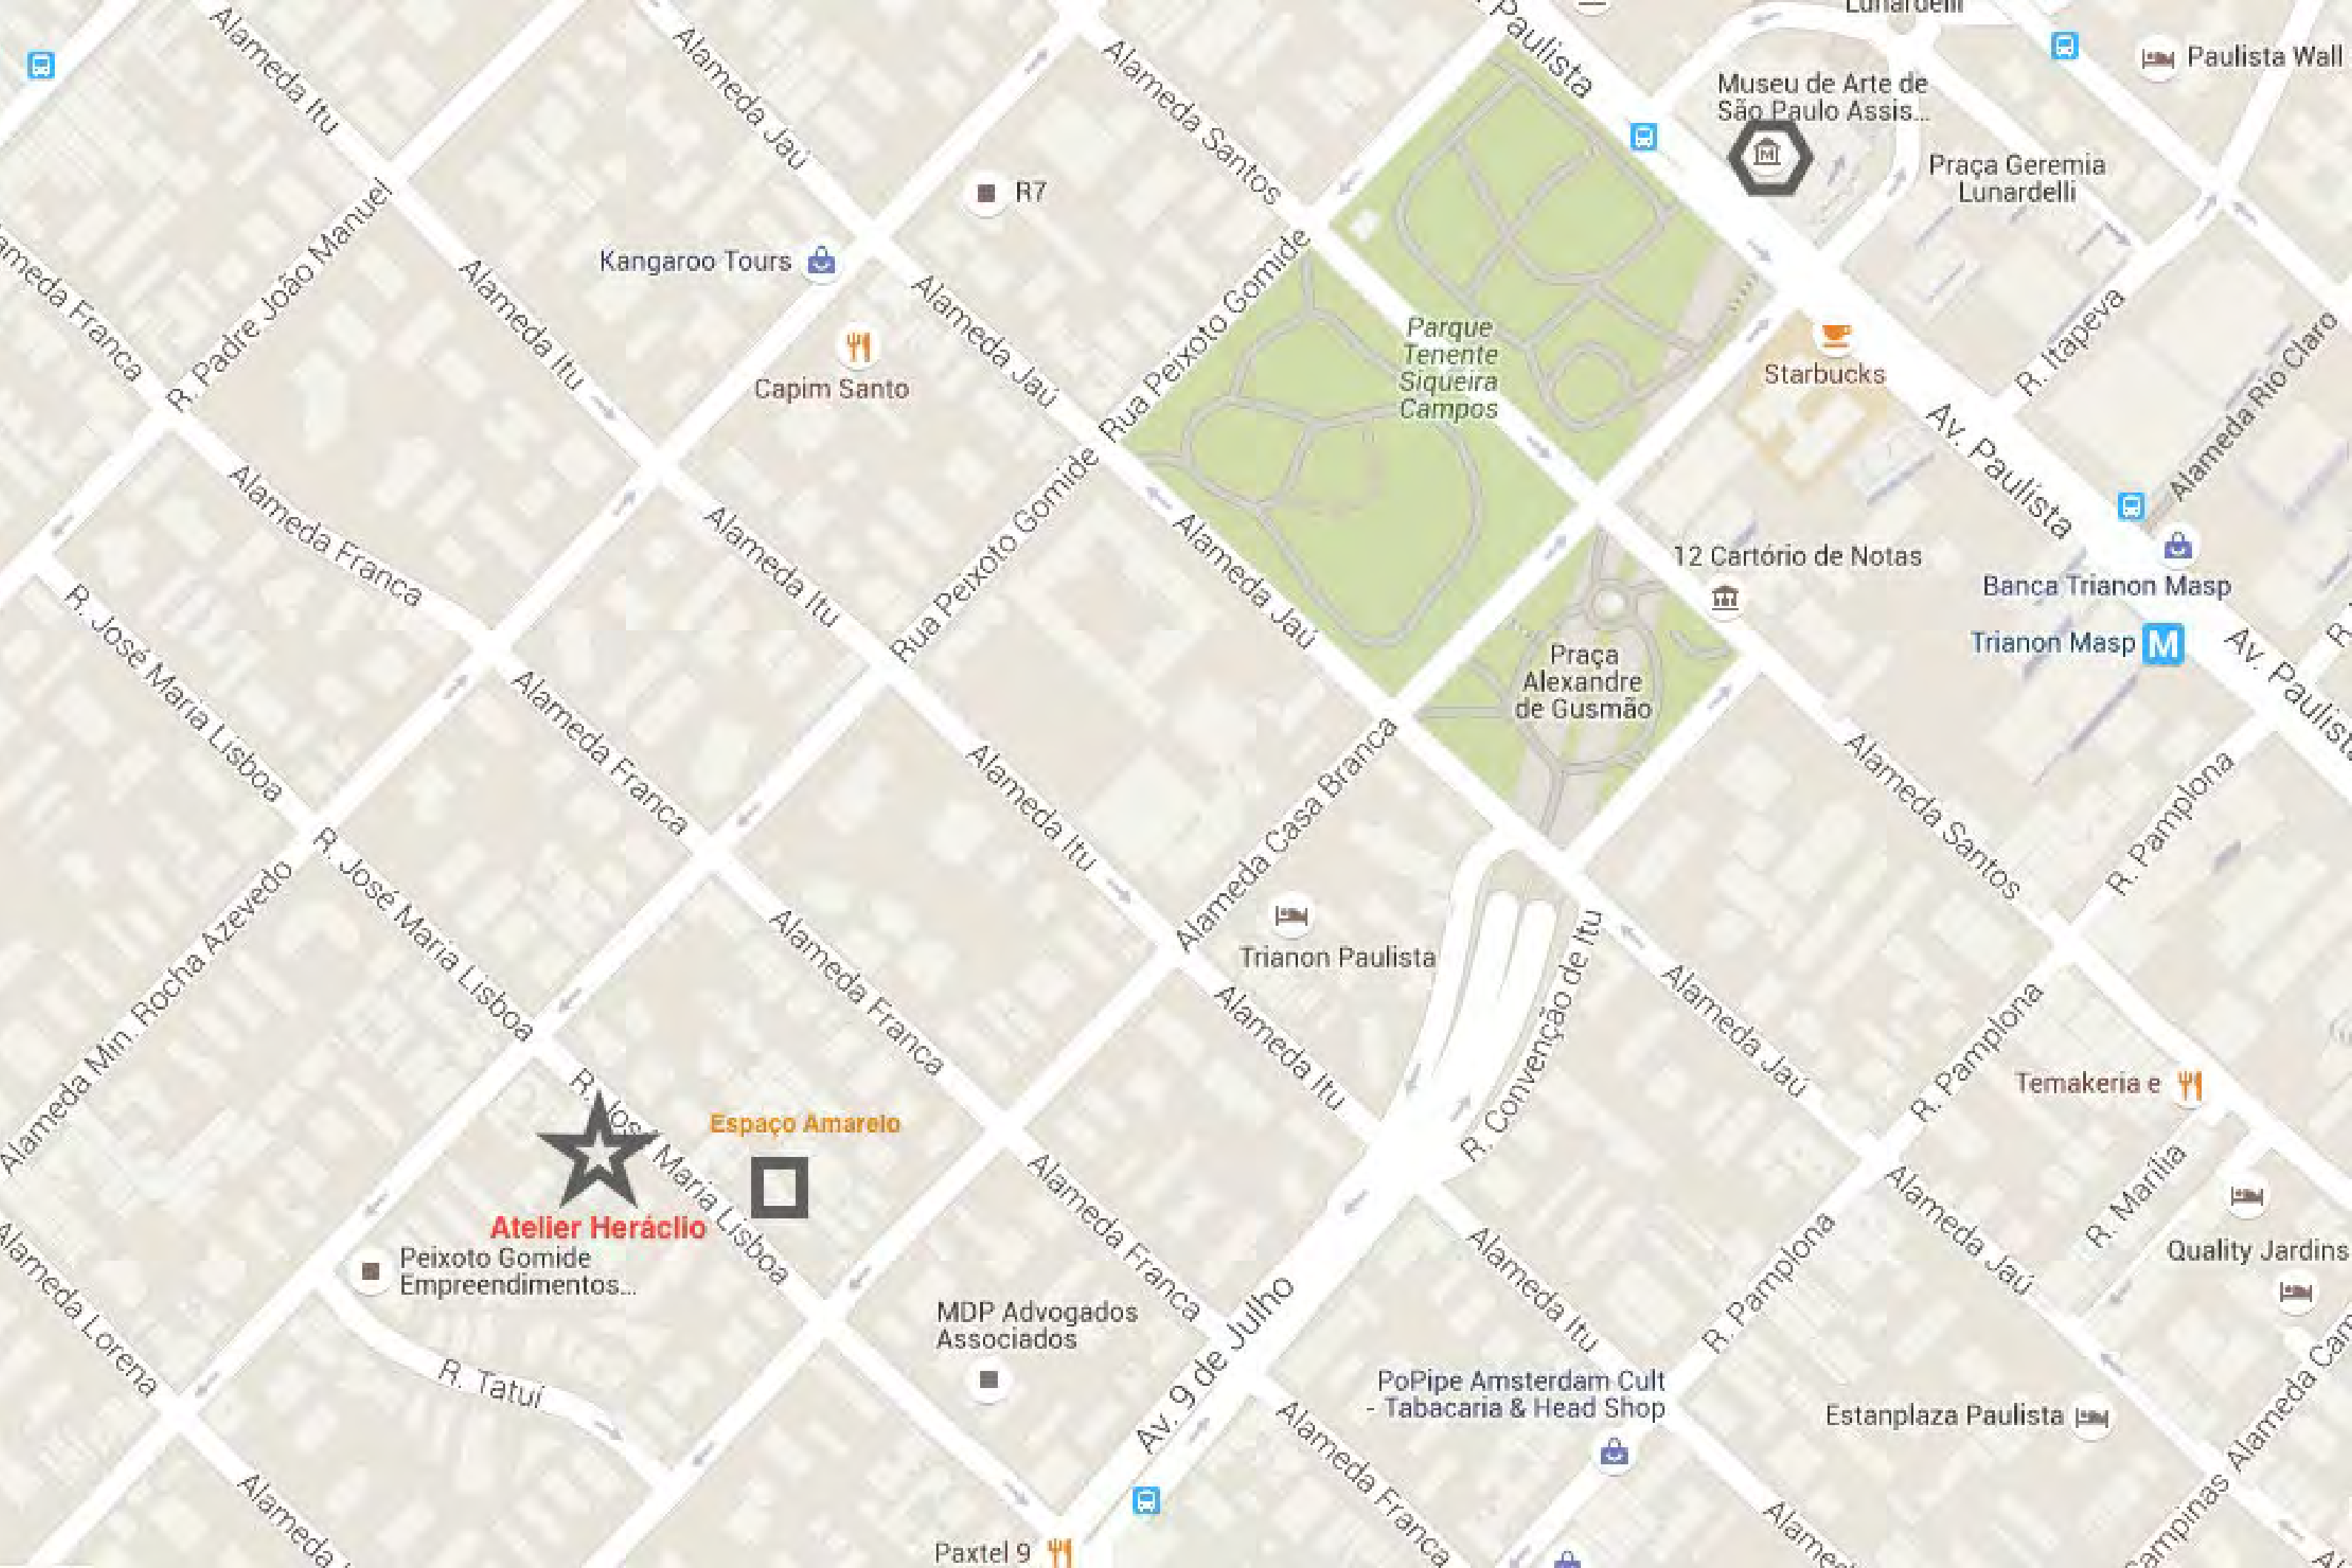 Lunardelli
Paulista
Alameda Itu
Alameda Jaú
Alameda Santos
Paulista Wall
Museu de Arte de
São Paulo Assis...
Praça Geremia
Lunardelli
R7
Kangaroo Tours
Alameda Franca
R. Padre João Manuel
Alameda Itu
Alameda Jaú
Rua Peixoto Gomide
Capim Santo
Parque
Tenente
Siqueira
Campos
Starbucks
R. Itapeva
Alameda Rio Claro
Av. Paulista
Alameda Franca
Alameda Itu
Rua Peixoto Gomide
Alameda Jaú
12 Cartório de Notas
Banca Trianon Masp
Trianon Masp
M
Av. Paulista
R.
R. José Maria Lisboa
Alameda Franca
Praça
Alexandre
de Gusmão
Alameda Itu
Alameda Casa Branca
Alameda Santos
R. Pamplona
R. José Maria Lisboa
Alameda Min. Rocha Azevedo
Alameda Franca
Trianon Paulista
Alameda Itu
R. Convenção de Itu
Alameda Jaú
R. Pamplona
Temakeria e
R. José Maria Lisboa
Espaço Amarelo
Atelier Heráclio
Peixoto Gomide
Empreendimentos...
Alameda Franca
R. Marília
Alameda Jaú
Quality Jardins
Alameda Lorena
R. Tatuí
MDP Advogados
Associados
Av. 9 de Julho
Alameda Itu
R. Pamplona
PoPipe Amsterdam Cult
- Tabacaria & Head Shop
Estanplaza Paulista
Alameda Cam
ampinas
Alameda
Alameda Franca
Alamed
Paxtel 9